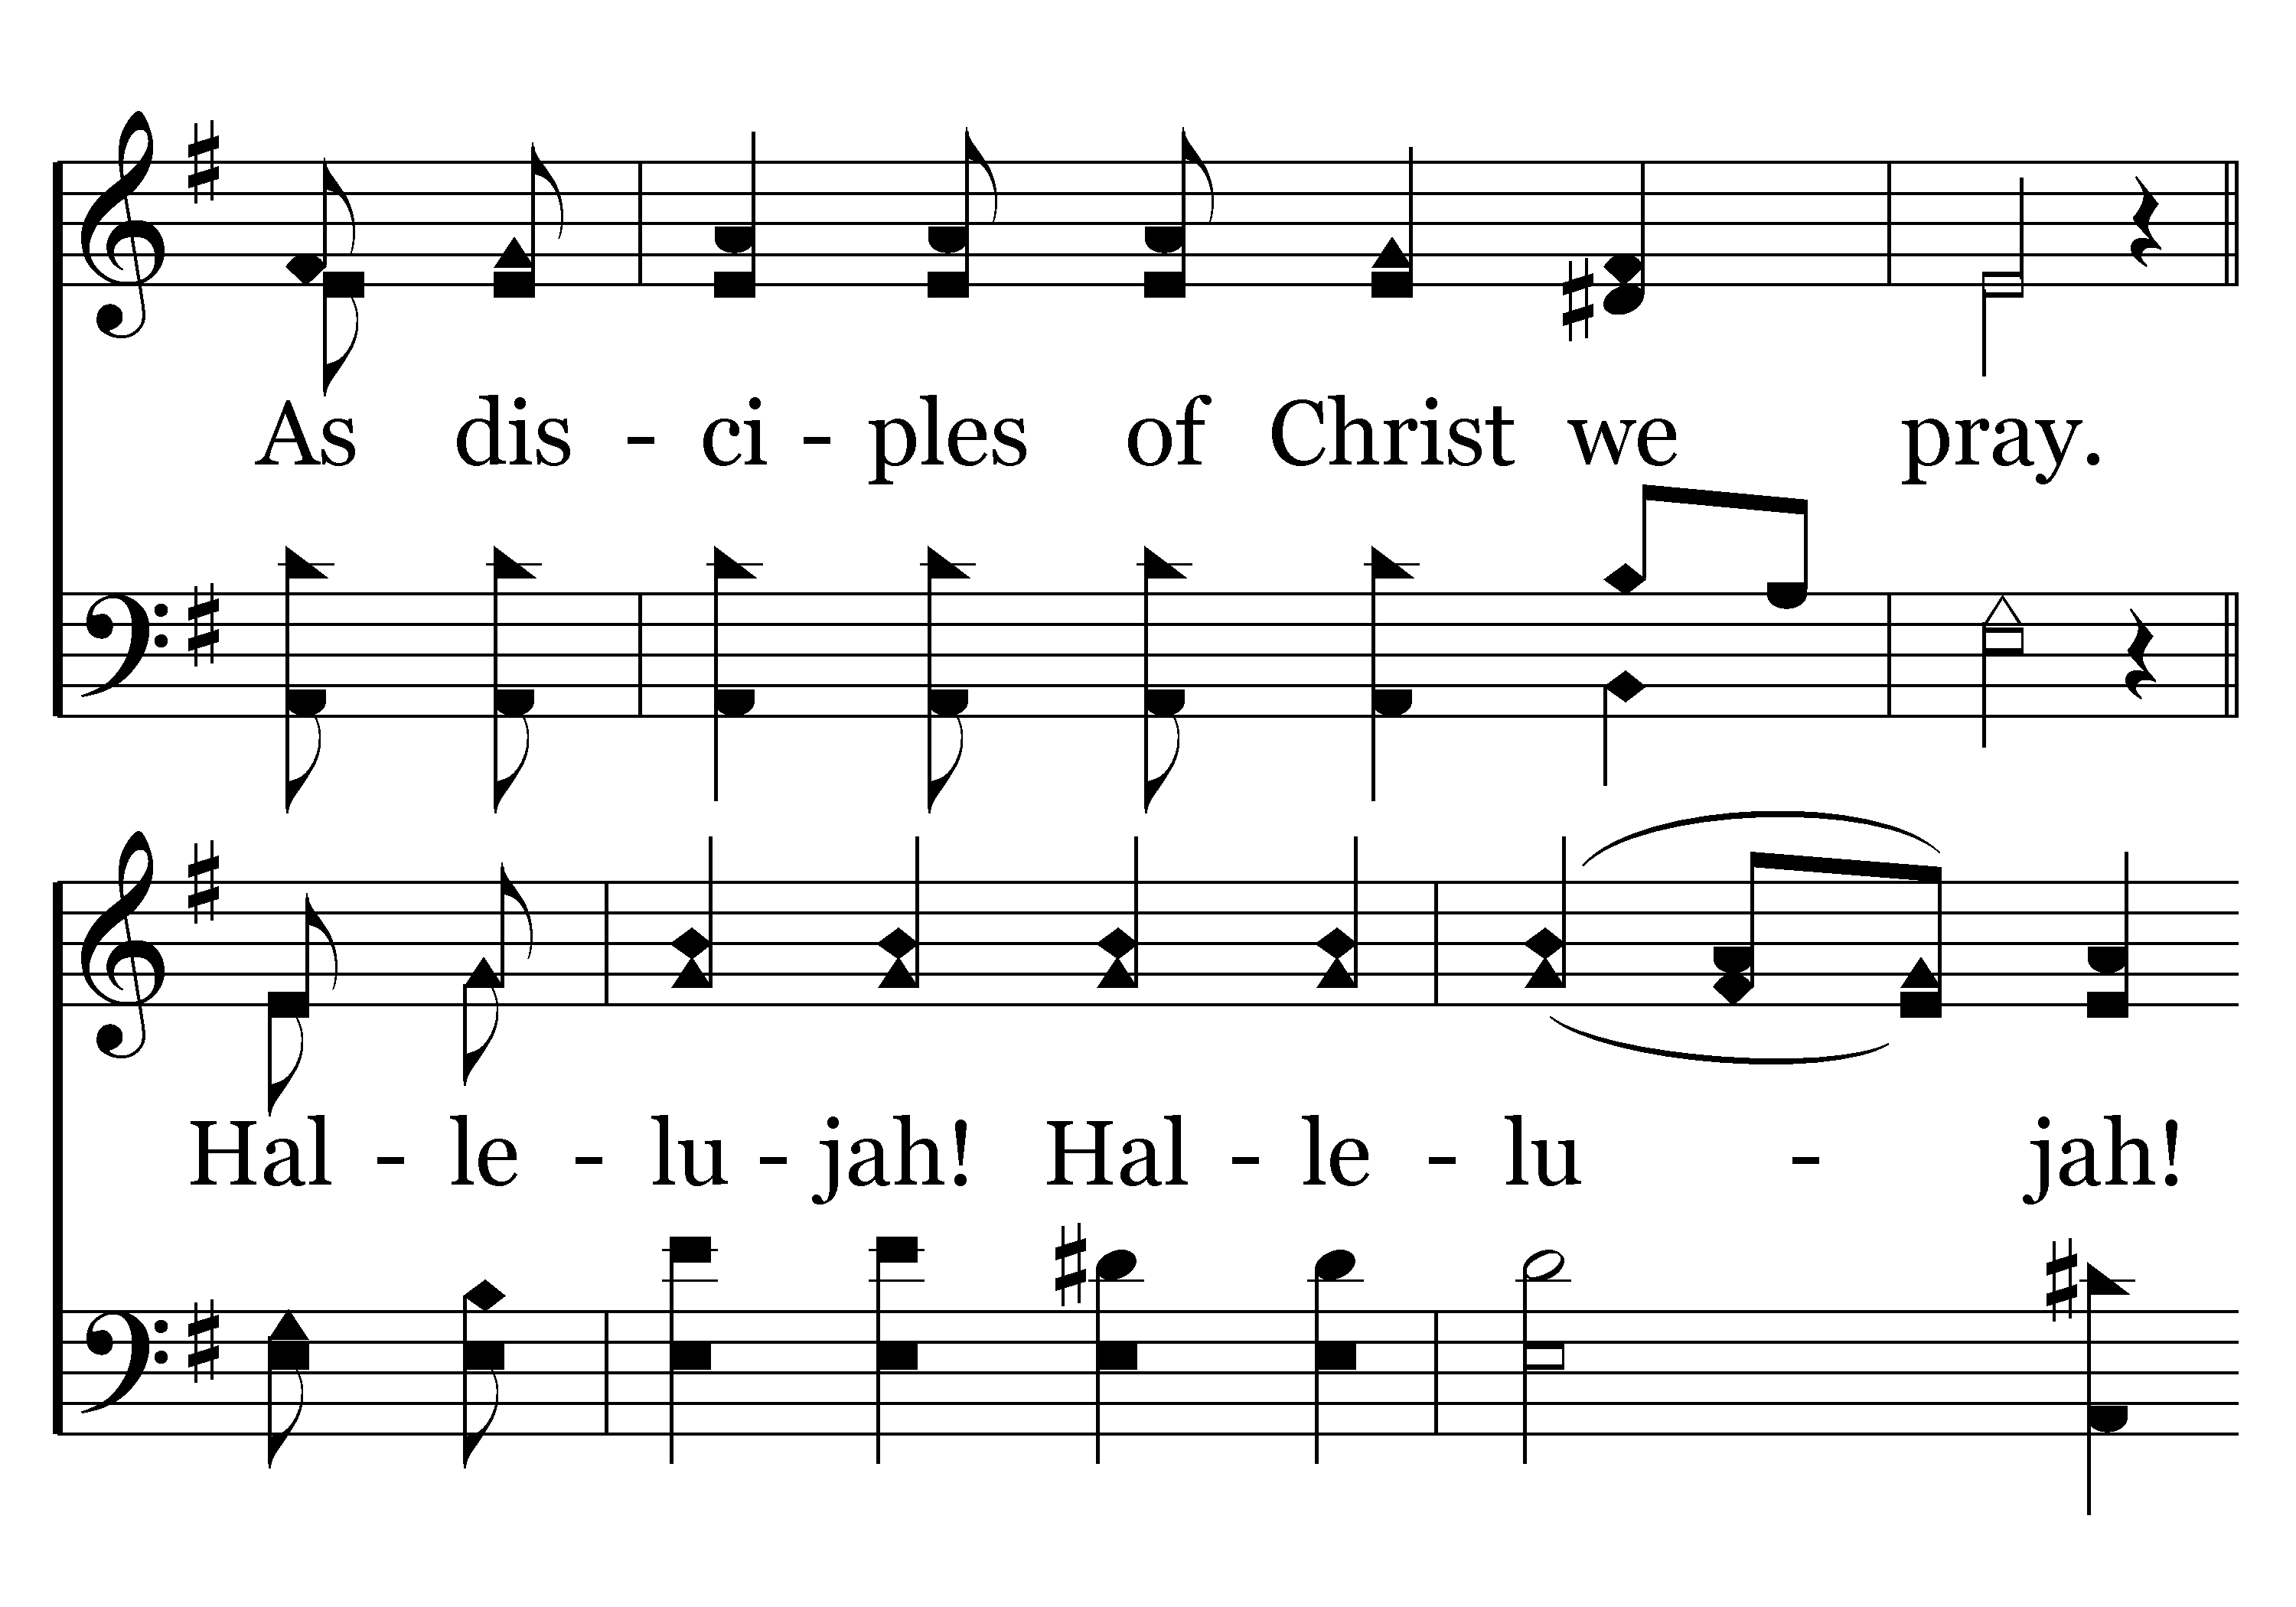 As dis - ci - ples of Christ we pray.
Hal - le - lu - jah! Hal - le - lu - jah!